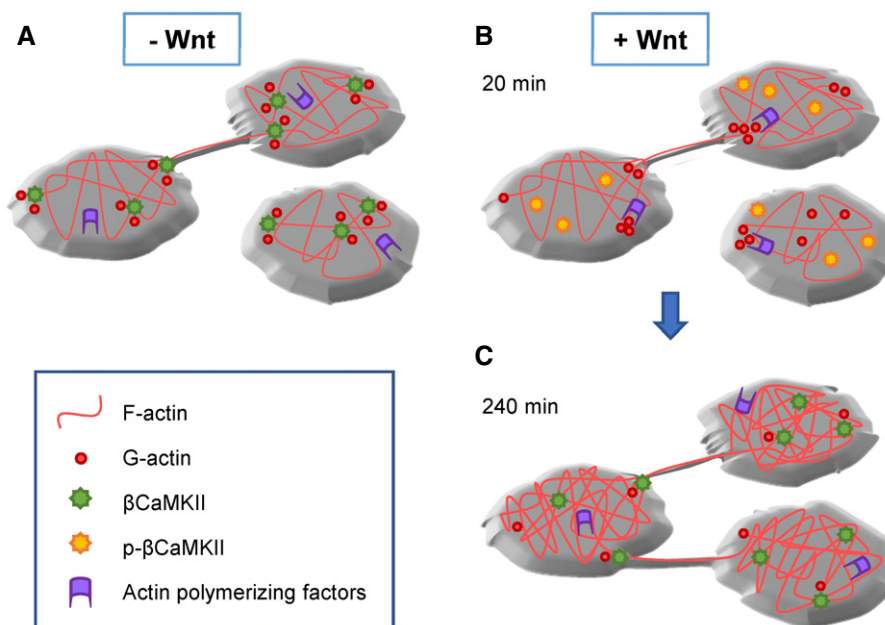 A
- Wnt
B
+ Wnt
20 min
C
240 min
F-actin
G-actin
βCaMKII
p-βCaMKII
Actin polymerizing factors